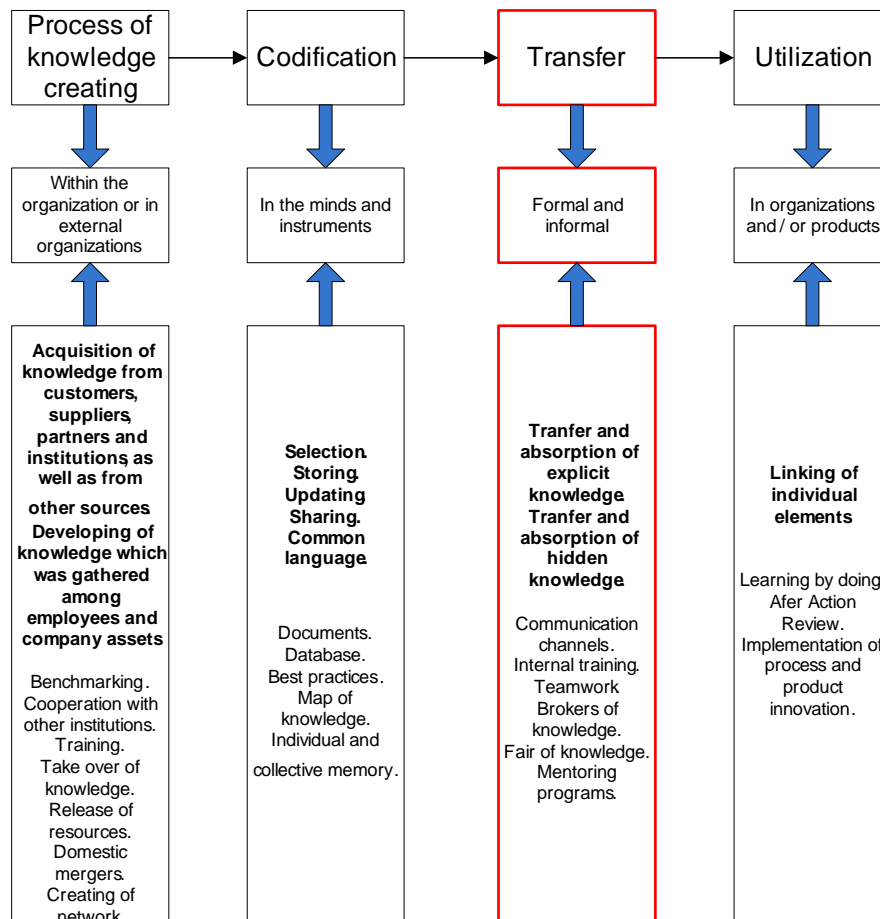 Process of
knowledge
creating
Codification
Transfer
Utilization
Within the
organization or in
external
organizations
In the minds and
instruments
Formal and
informal
In organizations
and / or products
Acquisition of
knowledge from
customers,
suppliers,
partners and
institutions, as
well as from
other sources.
Developing of
knowledge which
was gathered
among
employees and
company assets
Benchmarking.
Cooperation with
other institutions.
Training.
Take over of
knowledge.
Release of
resources.
Domestic
mergers.
Creating of
network
Selection.
Storing.
Updating
Sharing.
Common
language.
Documents.
Database.
Best practices.
Map of
knowledge.
Individual and
collective memory.
Tranfer and
absorption of
explicit
knowledge.
Tranfer and
absorption of
hidden
knowledge.
Communication
channels.
Internal training.
Teamwork
Brokers of
knowledge.
Fair of knowledge.
Mentoring
programs.
Linking of
individual
elements
Learning by doing
Afer Action
Review.
Implementation of
process and
product
innovation.